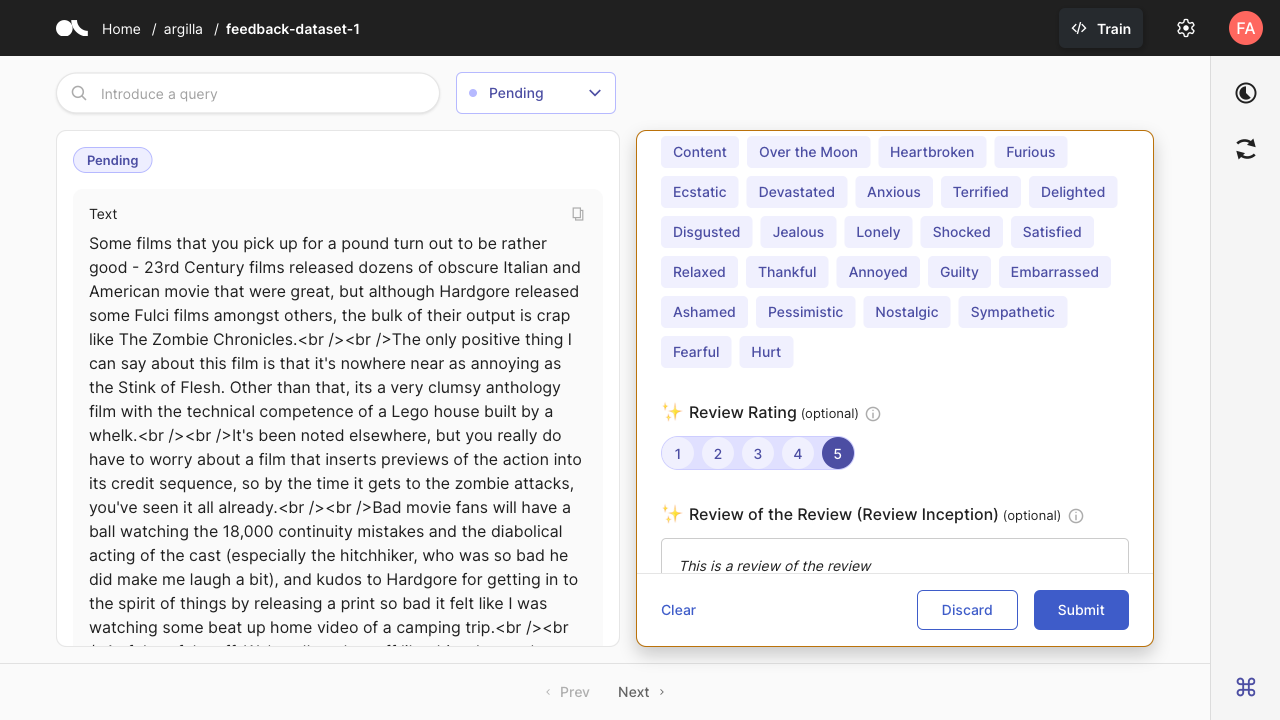 Home / argilla / feedback-dataset-1
Train
FA
Introduce a query
Pending
Pending
Text
Some films that you pick up for a pound turn out to be rather
good - 23rd Century films released dozens of obscure Italian and
American movie that were great, but although Hardgore released
some Fulci films amongst others, the bulk of their output is crap
like The Zombie Chronicles.<br /><br />The only positive thing I
can say about this film is that it's nowhere near as annoying as
the Stink of Flesh. Other than that, its a very clumsy anthology
film with the technical competence of a Lego house built by a
whelk.<br /><br />It's been noted elsewhere, but you really do
have to worry about a film that inserts previews of the action into
its credit sequence, so by the time it gets to the zombie attacks,
you've seen it all already.<br /><br />Bad movie fans will have a
ball watching the 18,000 continuity mistakes and the diabolical
acting of the cast (especially the hitchhiker, who was so bad he
did make me laugh a bit), and kudos to Hardgore for getting in to
the spirit of things by releasing a print so bad it felt like I was
watching some beat up home video of a camping trip.<br /><br
Content Over the Moon Heartbroken Furious
Ecstatic Devastated Anxious Terrified Delighted
Disgusted Jealous Lonely Shocked Satisfied
Relaxed Thankful Annoyed Guilty Embarrassed
Ashamed Pessimistic Nostalgic Sympathetic
Fearful Hurt
Review Rating (optional)
1 2 3 4 5
Review of the Review (Review Inception) (optional)
This is a review of the review
Clear Discard Submit
Prev Next